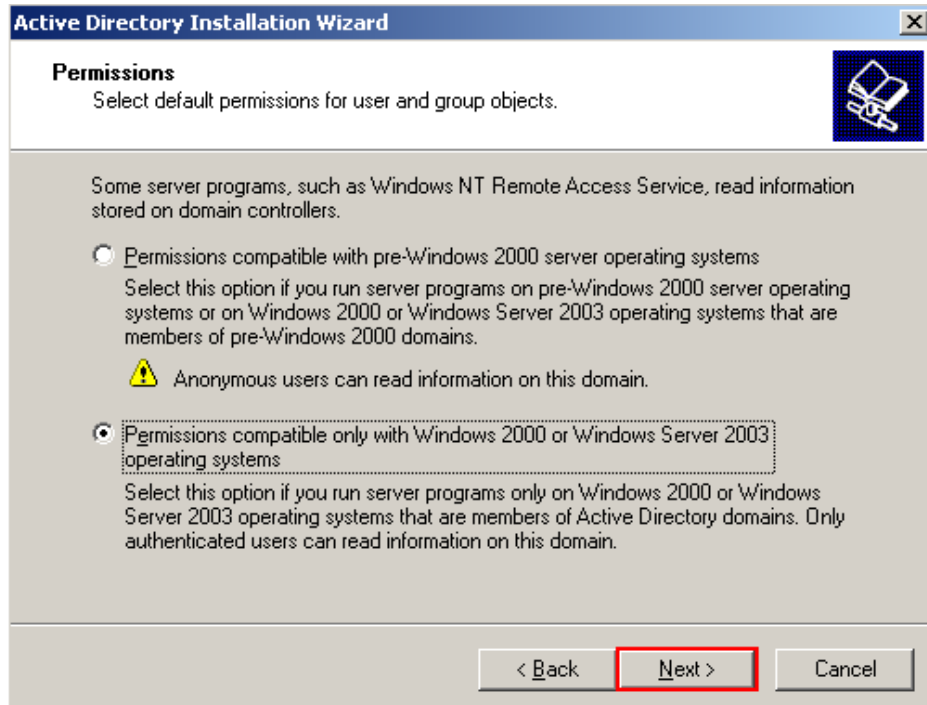 Active Directory Installation Wizard
Permissions
Select default permissions for user and group objects.
Some server programs, such as Windows NT Remote Access Service, read information
stored on domain controllers.
Permissions compatible with pre-Windows 2000 server operating systems
Select this option if you run server programs on pre-Windows 2000 server operating
systems or on Windows 2000 or Windows Server 2003 operating systems that are
members of pre-Windows 2000 domains.
Anonymous users can read information on this domain.
Permissions compatible only with Windows 2000 or Windows Server 2003
operating systems
Select this option if you run server programs only on Windows 2000 or Windows
Server 2003 operating systems that are members of Active Directory domains. Only
authenticated users can read information on this domain.
< Back Next > Cancel